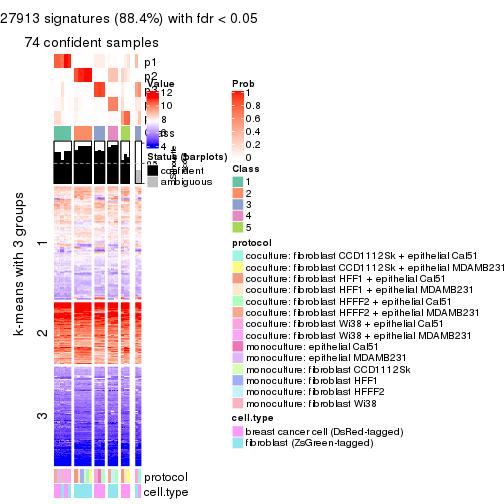 27913 signatures (88.4%) with fdr < 0.05
74 confident samples
p1
p2
Value
12
10
8
6
4
Class
Status (barplots)
confident
ambiguous
k-means with 3 groups
1
2
3
protocol
cell.type
Prob
1
0.8
0.6
0.4
0.2
0
Class
1
2
3
4
5
protocol
coculture: fibroblast CCD1112Sk + epithelial Cal51
coculture: fibroblast CCD1112Sk + epithelial MDAMB231
coculture: fibroblast HFF1 + epithelial Cal51
coculture: fibroblast HFF1 + epithelial MDAMB231
coculture: fibroblast HFFF2 + epithelial Cal51
coculture: fibroblast HFFF2 + epithelial MDAMB231
coculture: fibroblast Wi38 + epithelial Cal51
coculture: fibroblast Wi38 + epithelial MDAMB231
monoculture: epithelial Cal51
monoculture: epithelial MDAMB231
monoculture: fibroblast CCD1112Sk
monoculture: fibroblast HFF1
monoculture: fibroblast HFFF2
monoculture: fibroblast Wi38
cell.type
breast cancer cell (DsRed-tagged)
fibroblast (ZsGreen-tagged)